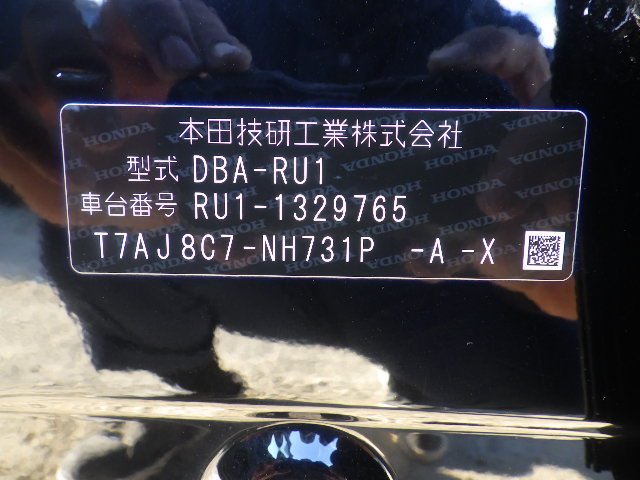 本田技研工業株式会社
型式 DBA-RU1
車台番号 RU1-1329765
T7AJ8C7-NH731P -A -X